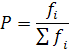 P = f_i / Σ f_i